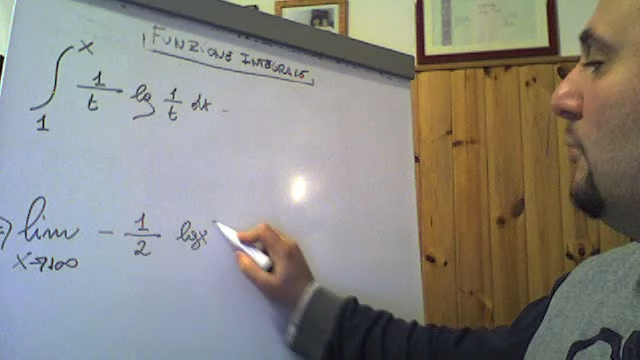 FUNZIONE INTEGRALE
∫₁ˣ 1/t lg 1/t dt
⇒ lim x→+∞ - 1/2 lgx